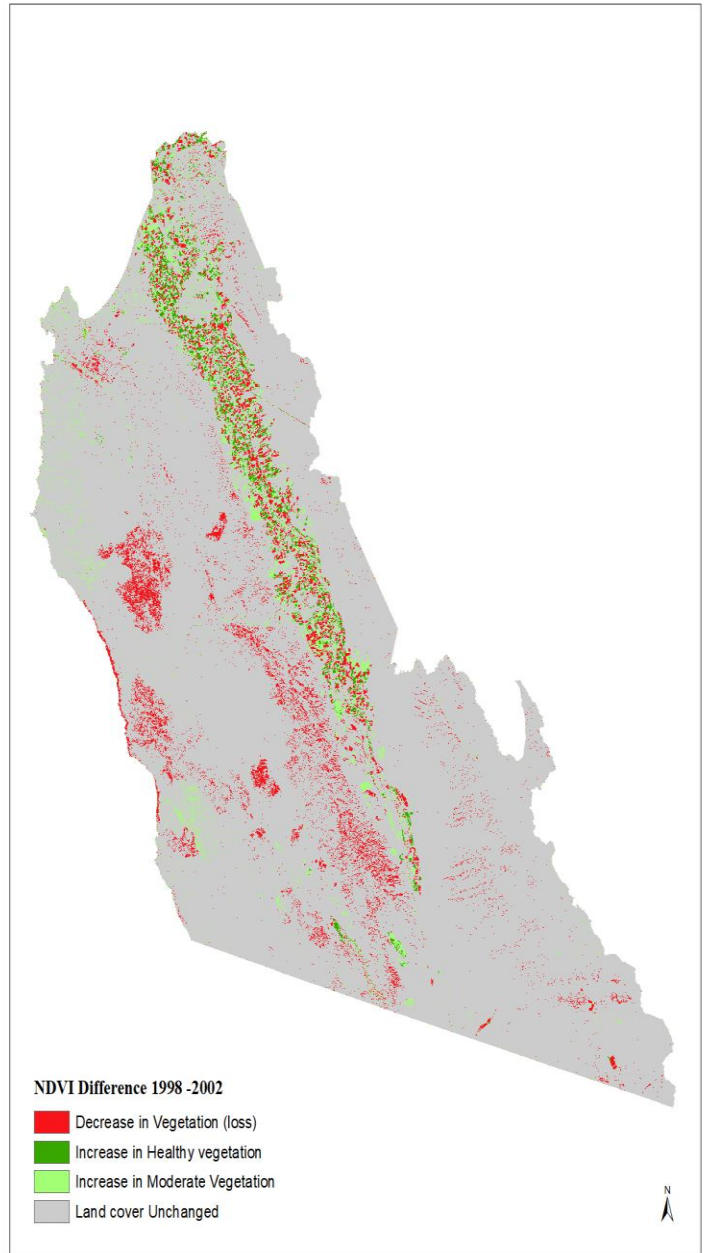 NDVI Difference 1998 -2002
Decrease in Vegetation (loss)
Increase in Healthy vegetation
Increase in Moderate Vegetation
Land cover Unchanged
N